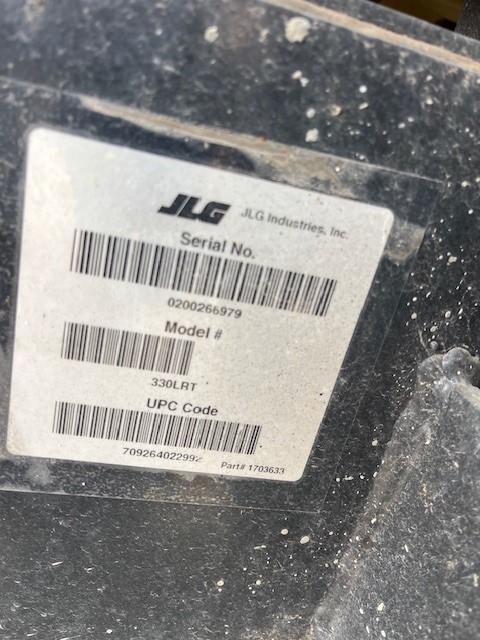 JLG JLG Industries, Inc.
Serial No.
0200266979
Model #
330LRT
UPC Code
709264022992
Part# 1703633